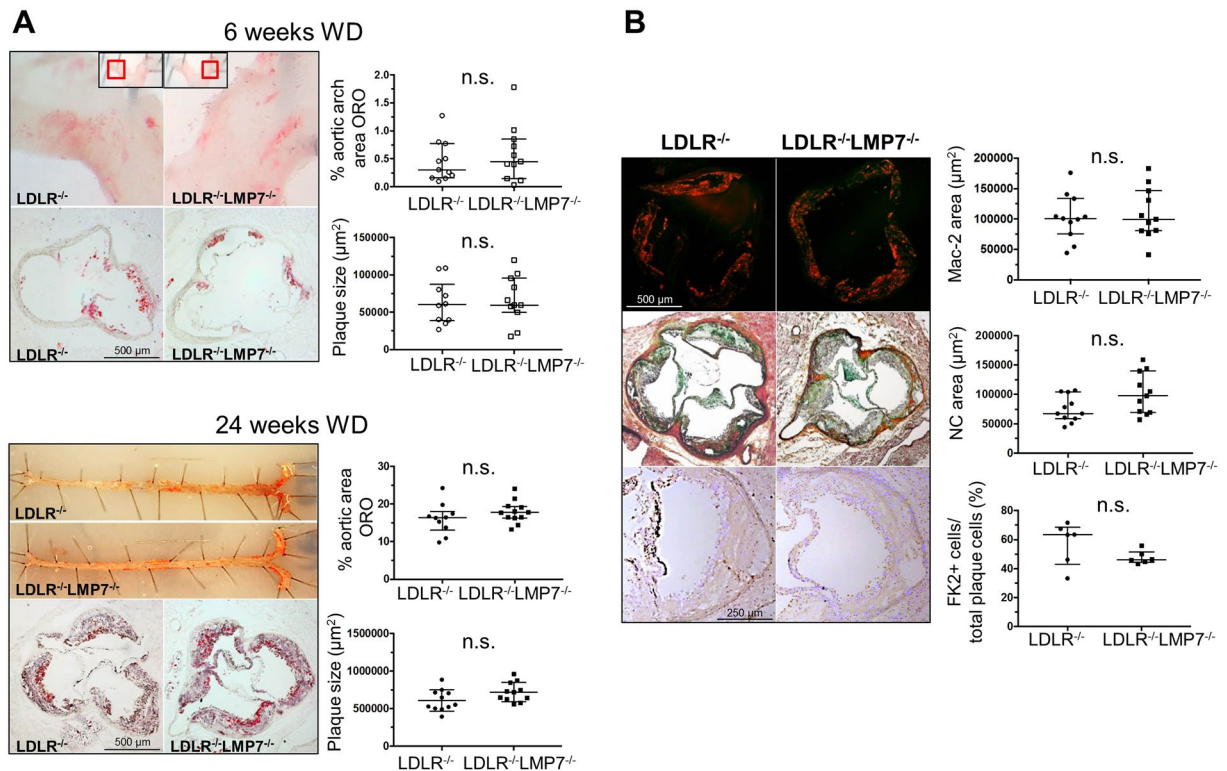 A
6 weeks WD
LDLR-/-
LDLR-/-LMP7-/-
LDLR-/-
500 µm
LDLR-/-LMP7-/-
n.s.
% aortic arch
area ORO
2.0
1.5
1.0
0.5
0.0
LDLR-/- LDLR-/-LMP7-/-
n.s.
Plaque size (µm2)
150000
100000
50000
0
LDLR-/- LDLR-/-LMP7-/-
24 weeks WD
LDLR-/-
LDLR-/-LMP7-/-
LDLR-/-
500 µm
LDLR-/-LMP7-/-
n.s.
% aortic area
ORO
30
20
10
0
LDLR-/- LDLR-/-LMP7-/-
n.s.
Plaque size (µm2)
1500000
1000000
500000
0
LDLR-/- LDLR-/-LMP7-/-
B
LDLR-/- LDLR-/-LMP7-/-
500 µm
250 µm
n.s.
Mac-2 area (µm2)
200000
150000
100000
50000
0
LDLR-/- LDLR-/-LMP7-/-
n.s.
NC area (µm2)
200000
150000
100000
50000
0
LDLR-/- LDLR-/-LMP7-/-
n.s.
FK2+ cells/
total plaque cells (%)
80
60
40
20
0
LDLR-/- LDLR-/-LMP7-/-